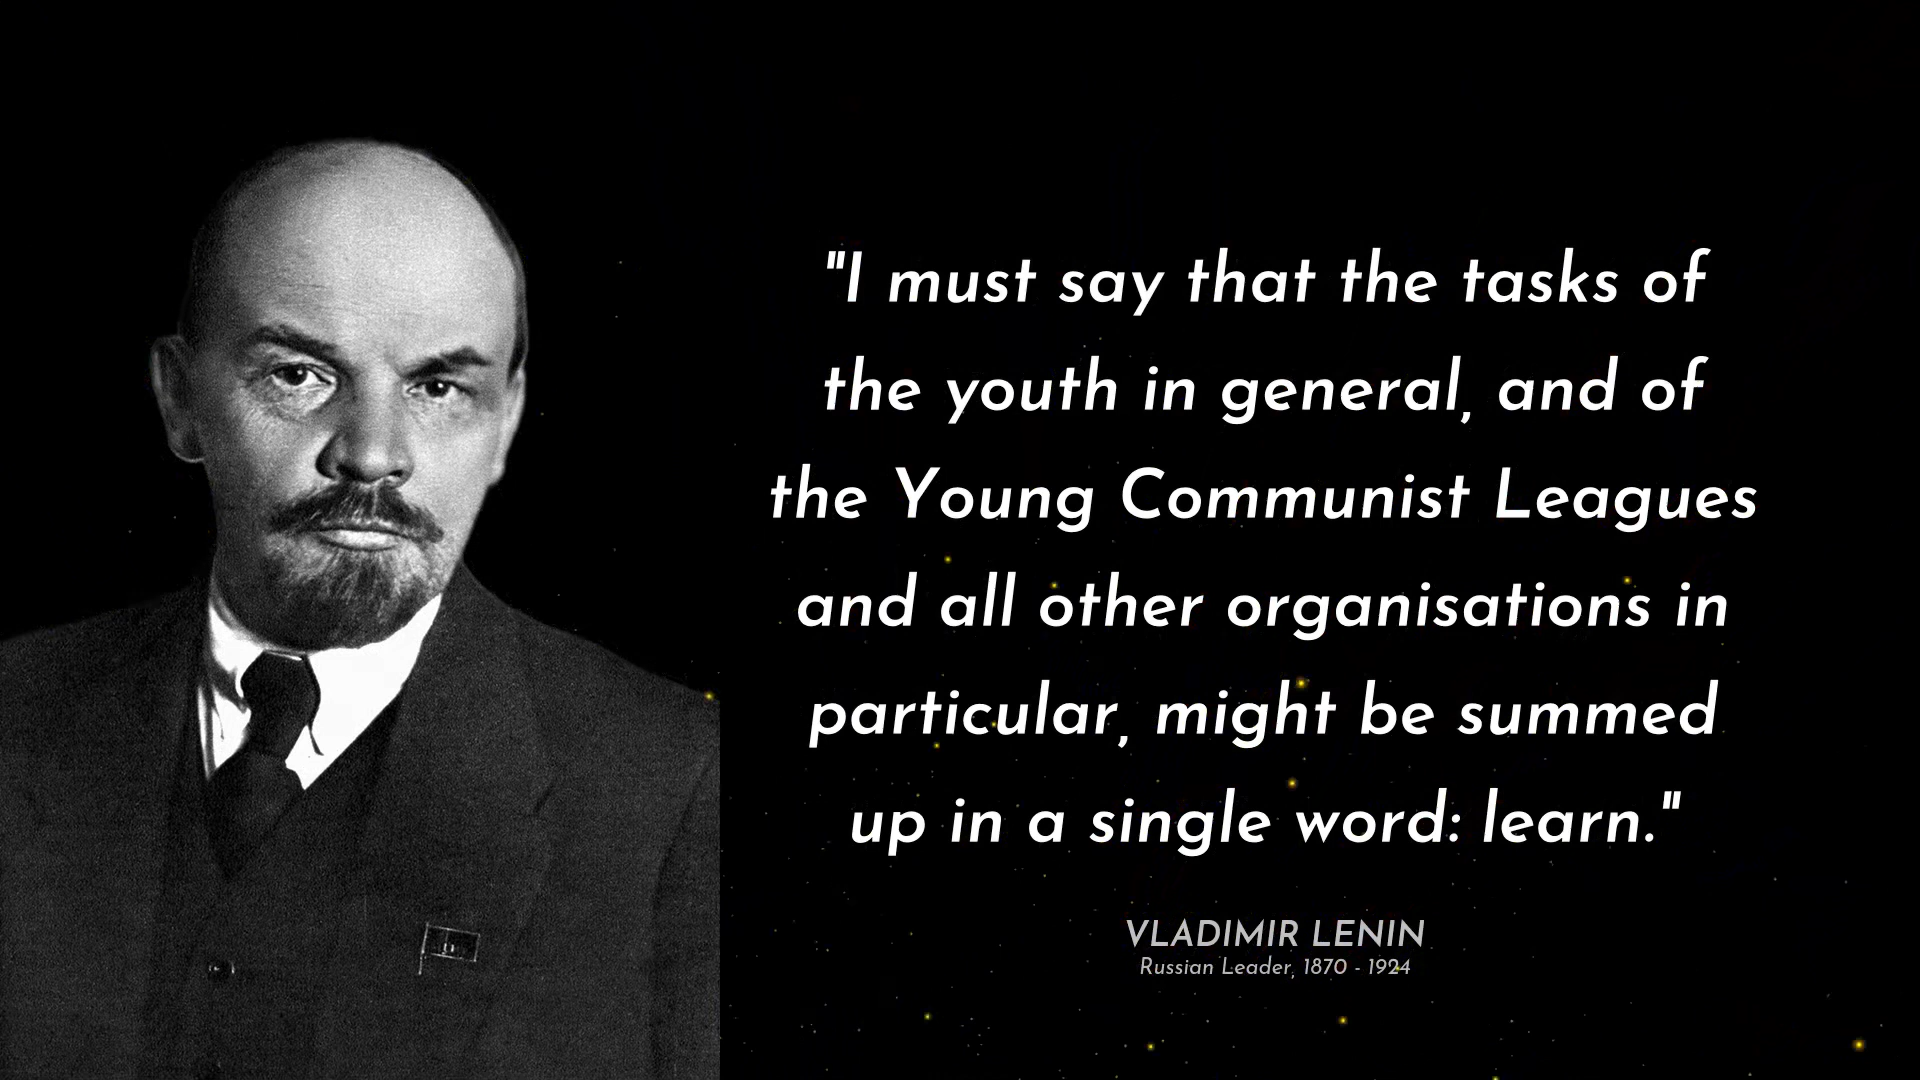 "I must say that the tasks of
the youth in general, and of
the Young Communist Leagues
and all other organisations in
particular, might be summed
up in a single word: learn."
VLADIMIR LENIN
Russian Leader, 1870 - 1924